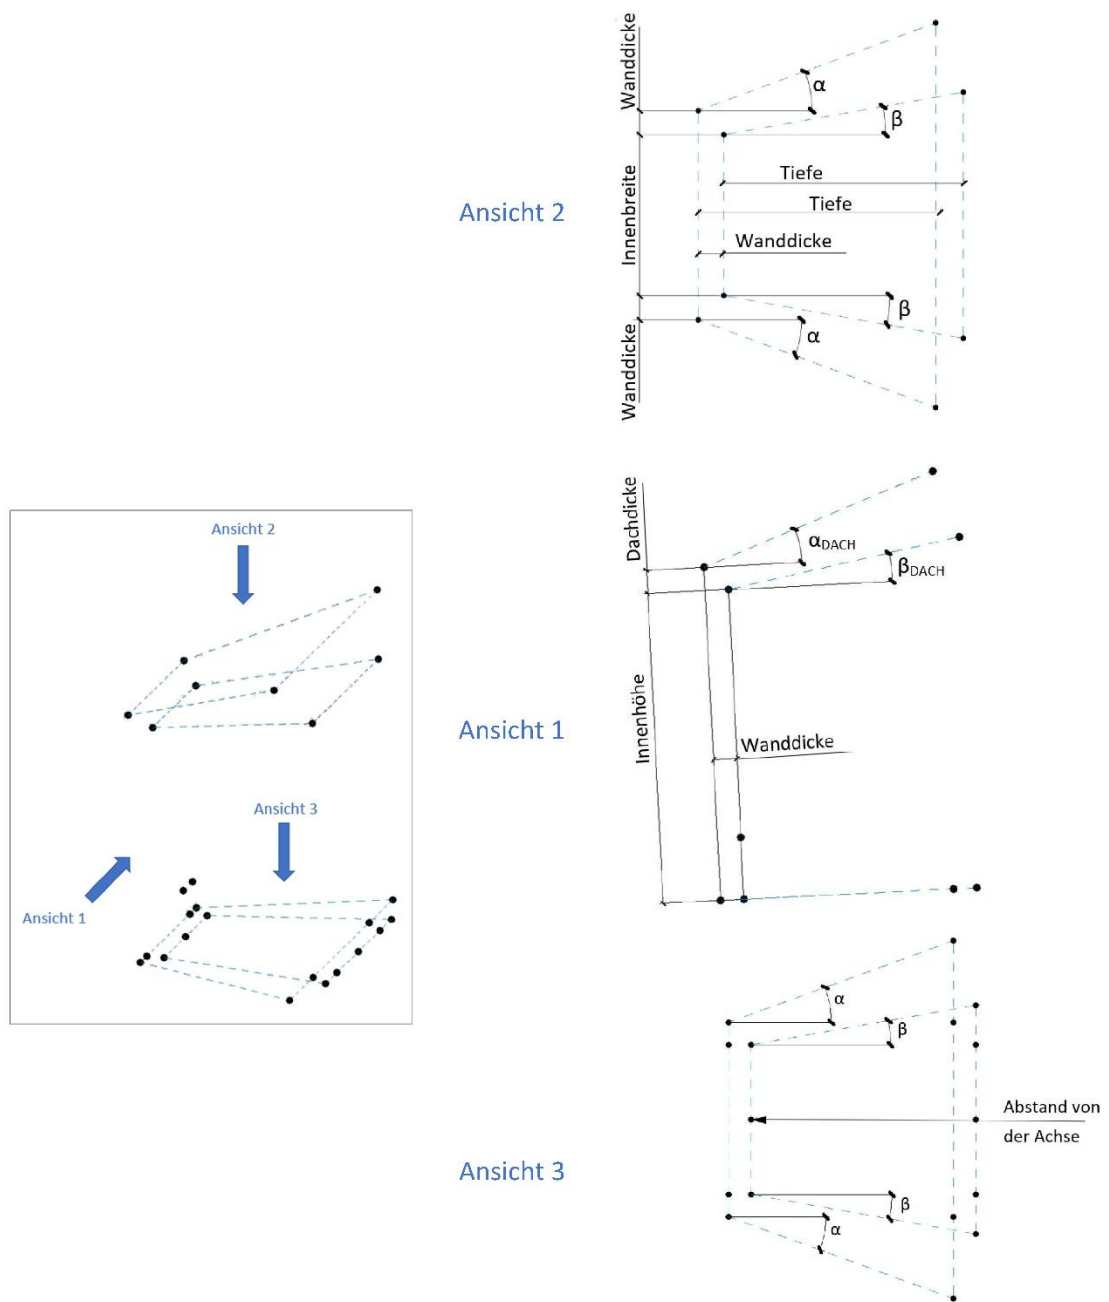 Ansicht 2
Wanddicke
Innenbreite
Wanddicke
α
β
Tiefe
Tiefe
Wanddicke
β
α
Ansicht 1
Dachdicke
Innenhöhe
αDACH
βDACH
Wanddicke
Ansicht 2
Ansicht 3
Ansicht 1
Ansicht 3
α
β
Abstand von
der Achse
β
α